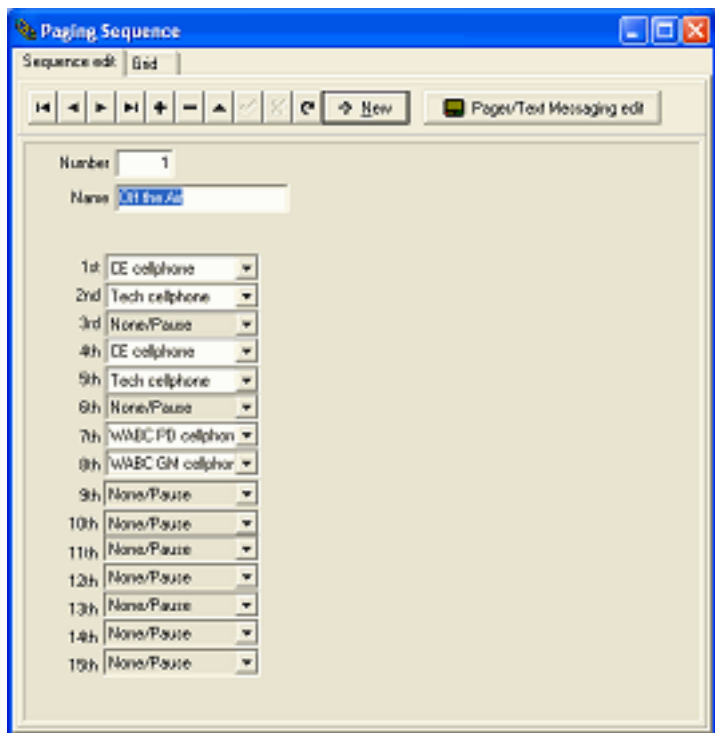 Paging Sequence
Sequence edit Grid
New Pager/Text Messaging edit
Number 1
Name Off the Air
1st CE cellphone
2nd Tech cellphone
3rd None/Pause
4th CE cellphone
5th Tech cellphone
6th None/Pause
7th WABC PD cellphon
8th WABC GM cellphor
9th None/Pause
10th None/Pause
11th None/Pause
12th None/Pause
13th None/Pause
14th None/Pause
15th None/Pause